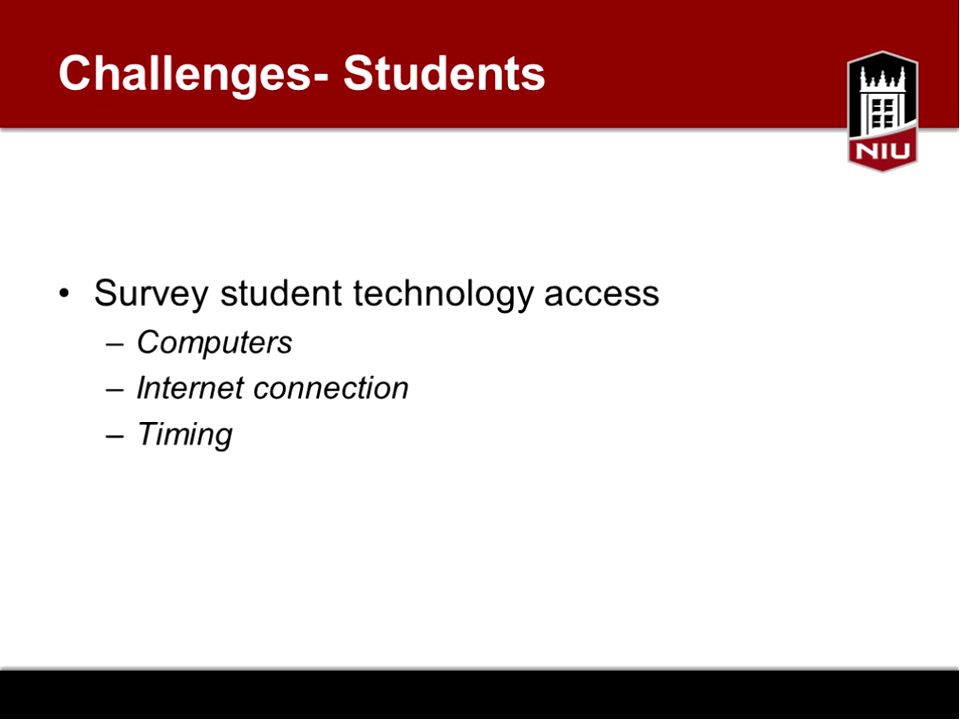 Challenges- Students
NIU
• Survey student technology access
– Computers
– Internet connection
– Timing